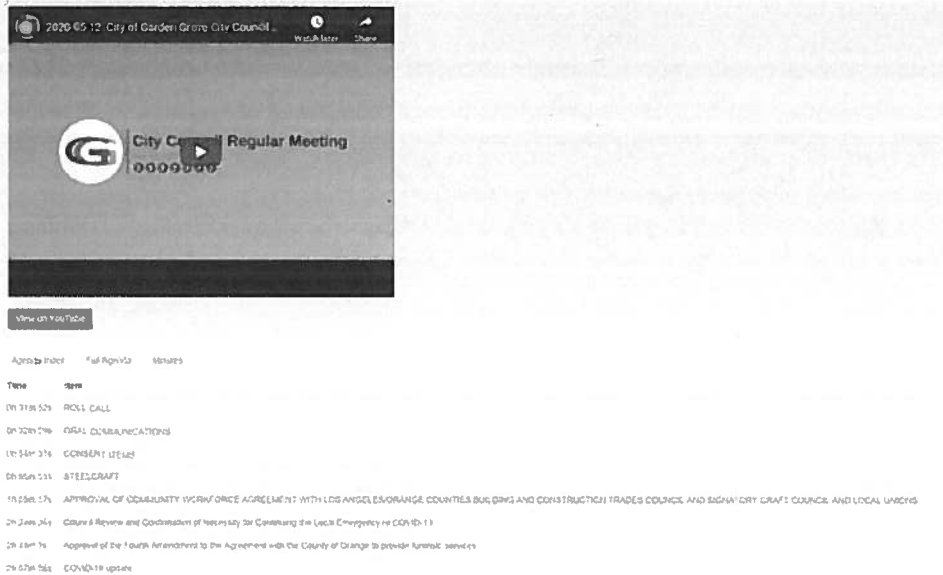 City of Garden Grove City Council...
Watch later Share
City Council Regular Meeting
View on YouTube
Agenda Index Full Agenda Minutes
Time Item
ROLL CALL
ORAL COMMUNICATIONS
CONSENT ITEMS
STEELCRAFT
APPROVAL OF COMMUNITY WORKFORCE AGREEMENT WITH LOS ANGELES/ORANGE COUNTIES BUILDING AND CONSTRUCTION TRADES COUNCIL AND SIGNATORY CRAFT COUNCIL AND LOCAL UNIONS
Council Review and Confirmation of Necessity for Continuing the Local Emergency re COVID-19
Approval of the Fourth Amendment to the Agreement with the County of Orange to provide forensic services
COVID-19 update